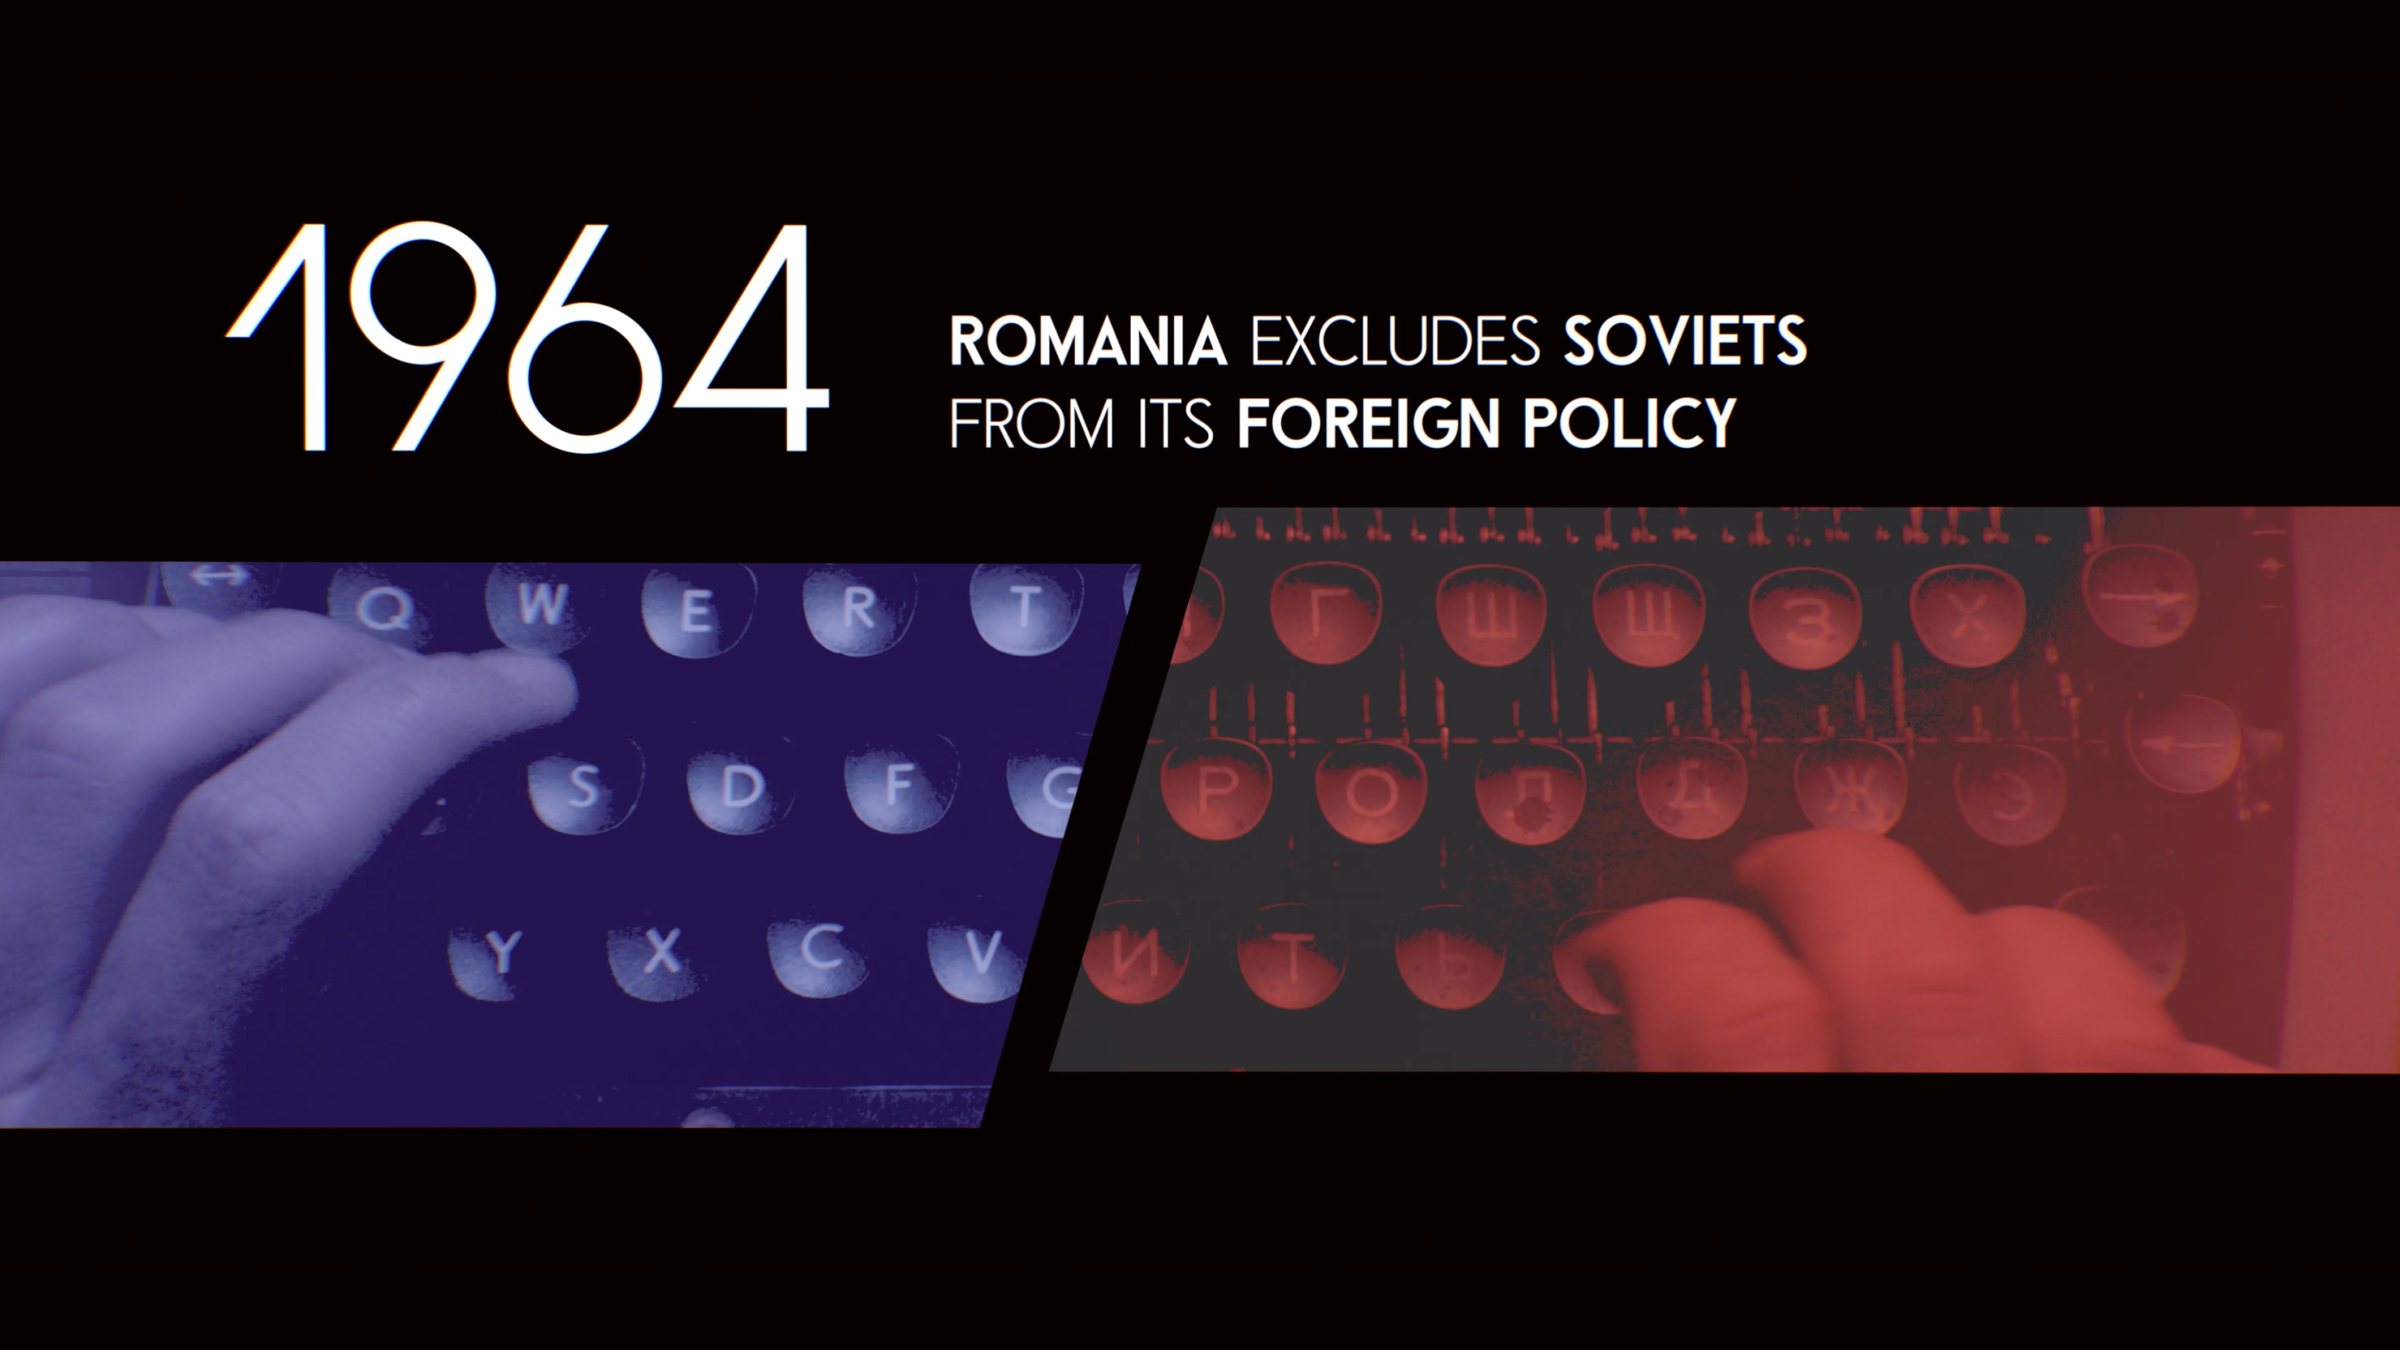 1964
ROMANIA EXCLUDES SOVIETS
FROM ITS FOREIGN POLICY
Q W E R T
S D F G
Y X C V
Г Ш Щ З Х
Р О Л Д Ж Э
И Т Ь